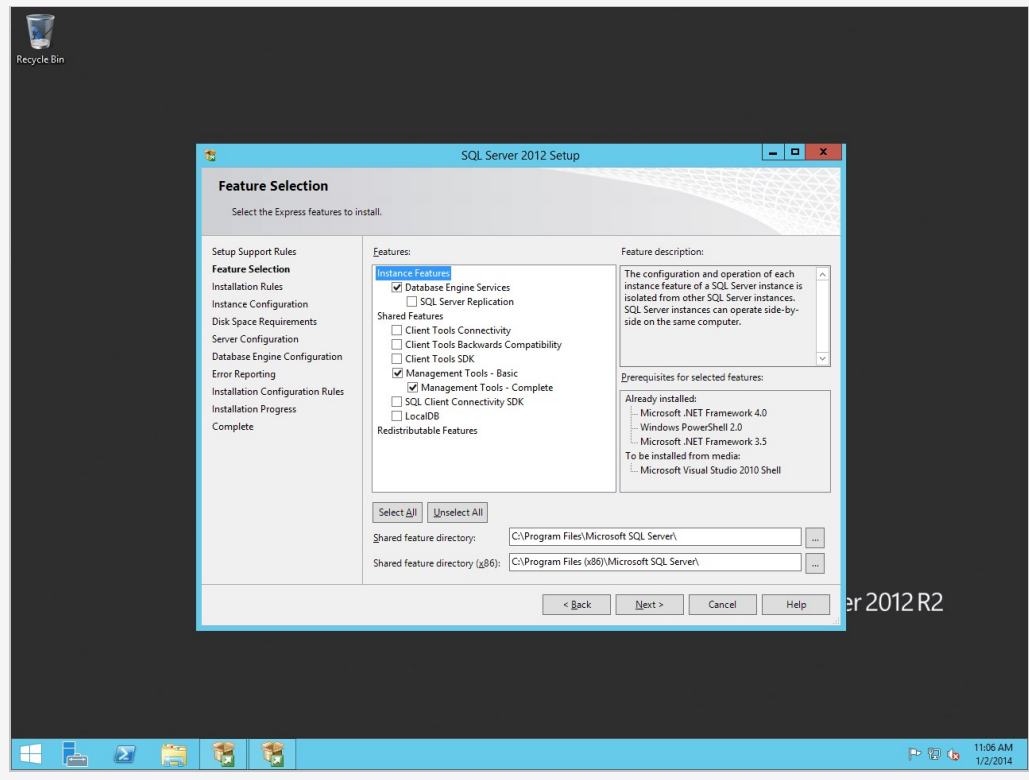 Recycle Bin
SQL Server 2012 Setup
Feature Selection
Select the Express features to install.
Setup Support Rules
Feature Selection
Installation Rules
Instance Configuration
Disk Space Requirements
Server Configuration
Database Engine Configuration
Error Reporting
Installation Configuration Rules
Installation Progress
Complete
Features:
Instance Features
Database Engine Services
SQL Server Replication
Shared Features
Client Tools Connectivity
Client Tools Backwards Compatibility
Client Tools SDK
Management Tools - Basic
Management Tools - Complete
SQL Client Connectivity SDK
LocalDB
Redistributable Features
Feature description:
The configuration and operation of each
instance feature of a SQL Server instance is
isolated from other SQL Server instances.
SQL Server instances can operate side-by-
side on the same computer.
Prerequisites for selected features:
Already installed:
Microsoft .NET Framework 4.0
Windows PowerShell 2.0
Microsoft .NET Framework 3.5
To be installed from media:
Microsoft Visual Studio 2010 Shell
Select All Unselect All
Shared feature directory: C:\Program Files\Microsoft SQL Server\ ...
Shared feature directory (x86): C:\Program Files (x86)\Microsoft SQL Server\ ...
< Back Next > Cancel Help
er 2012 R2
11:06 AM
1/2/2014